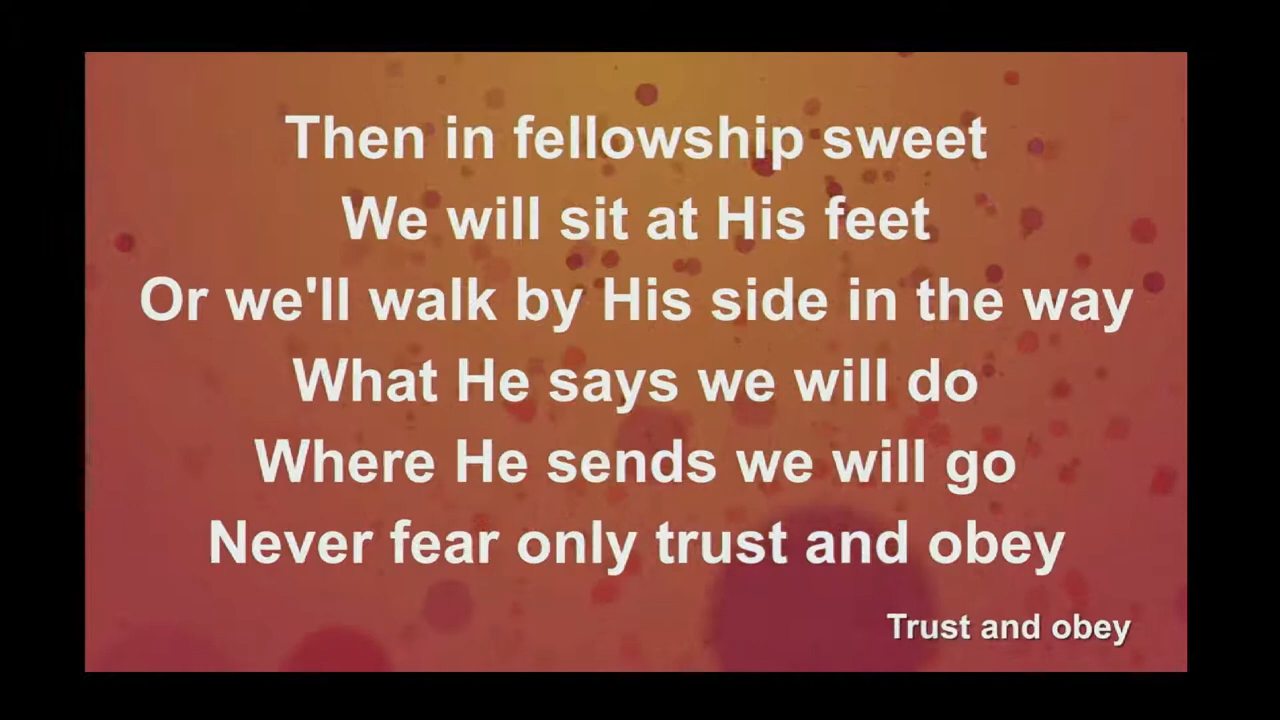 Then in fellowship sweet
We will sit at His feet
Or we'll walk by His side in the way
What He says we will do
Where He sends we will go
Never fear only trust and obey
Trust and obey